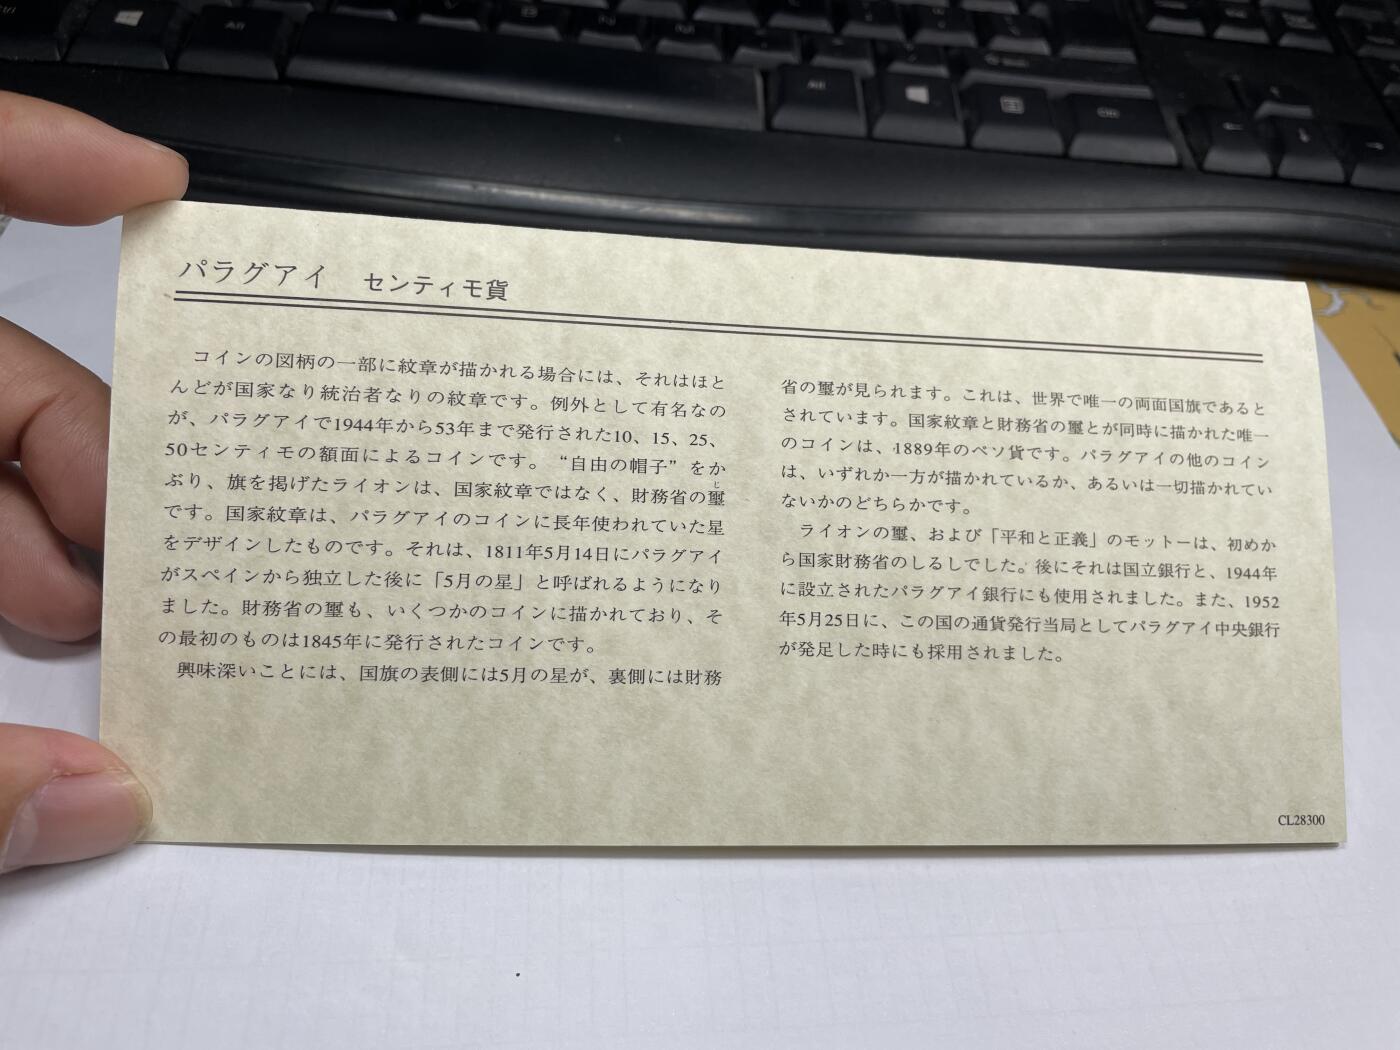 パラグアイ センティモ貨
コインの図柄の一部に紋章が描かれる場合には、それはほと
んどが国家なり統治者なりの紋章です。例外として有名なの
が、パラグアイで1944年から53年まで発行された10、15、25、
50センティモの額面によるコインです。“自由の帽子”をか
ぶり、旗を掲げたライオンは、国家紋章ではなく、財務省の璽
じ
です。国家紋章は、パラグアイのコインに長年使われていた星
をデザインしたものです。それは、1811年5月14日にパラグアイ
がスペインから独立した後に「5月の星」と呼ばれるようになり
ました。財務省の璽も、いくつかのコインに描かれており、そ
の最初のものは1845年に発行されたコインです。
興味深いことには、国旗の表側には5月の星が、裏側には財務
省の璽が見られます。これは、世界で唯一の両面国旗であると
されています。国家紋章と財務省の璽とが同時に描かれた唯一
のコインは、1889年のペソ貨です。パラグアイの他のコイン
は、いずれか一方が描かれているか、あるいは一切描かれてい
ないかのどちらかです。
ライオンの璽、および「平和と正義」のモットーは、初めか
ら国家財務省のしるしでした。後にそれは国立銀行と、1944年
に設立されたパラグアイ銀行にも使用されました。また、1952
年5月25日に、この国の通貨発行当局としてパラグアイ中央銀行
が発足した時にも採用されました。
CL28300
Alt
Alt